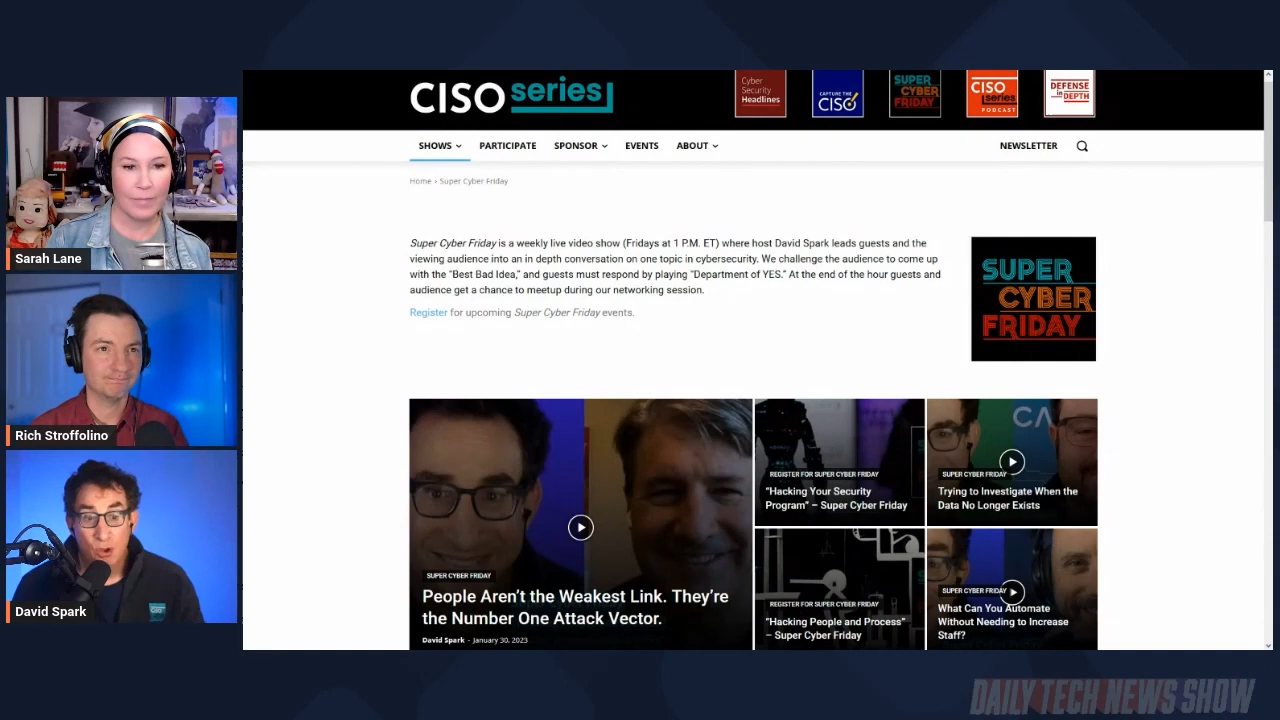 Sarah Lane
Rich Stroffolino
David Spark
CISO series
Cyber
Security
Headlines
CAPTURE THE
CISO
SUPER
CYBER
FRIDAY
CISO
series
PODCAST
DEFENSE
in DEPTH
SHOWS
PARTICIPATE
SPONSOR
EVENTS
ABOUT
NEWSLETTER
Home › Super Cyber Friday
Super Cyber Friday is a weekly live video show (Fridays at 1 P.M. ET) where host David Spark leads guests and the
viewing audience into an in depth conversation on one topic in cybersecurity. We challenge the audience to come up
with the "Best Bad Idea," and guests must respond by playing "Department of YES." At the end of the hour guests and
audience get a chance to meetup during our networking session.
Register for upcoming Super Cyber Friday events.
SUPER
CYBER
FRIDAY
SUPER CYBER FRIDAY
People Aren't the Weakest Link. They're
the Number One Attack Vector.
David Spark - January 30, 2023
REGISTER FOR SUPER CYBER FRIDAY
"Hacking Your Security
Program" – Super Cyber Friday
CA
SUPER CYBER FRIDAY
Trying to Investigate When the
Data No Longer Exists
REGISTER FOR SUPER CYBER FRIDAY
"Hacking People and Process"
– Super Cyber Friday
SUPER CYBER FRIDAY
What Can You Automate
Without Needing to Increase
Staff?
DAILY TECH NEWS SHOW